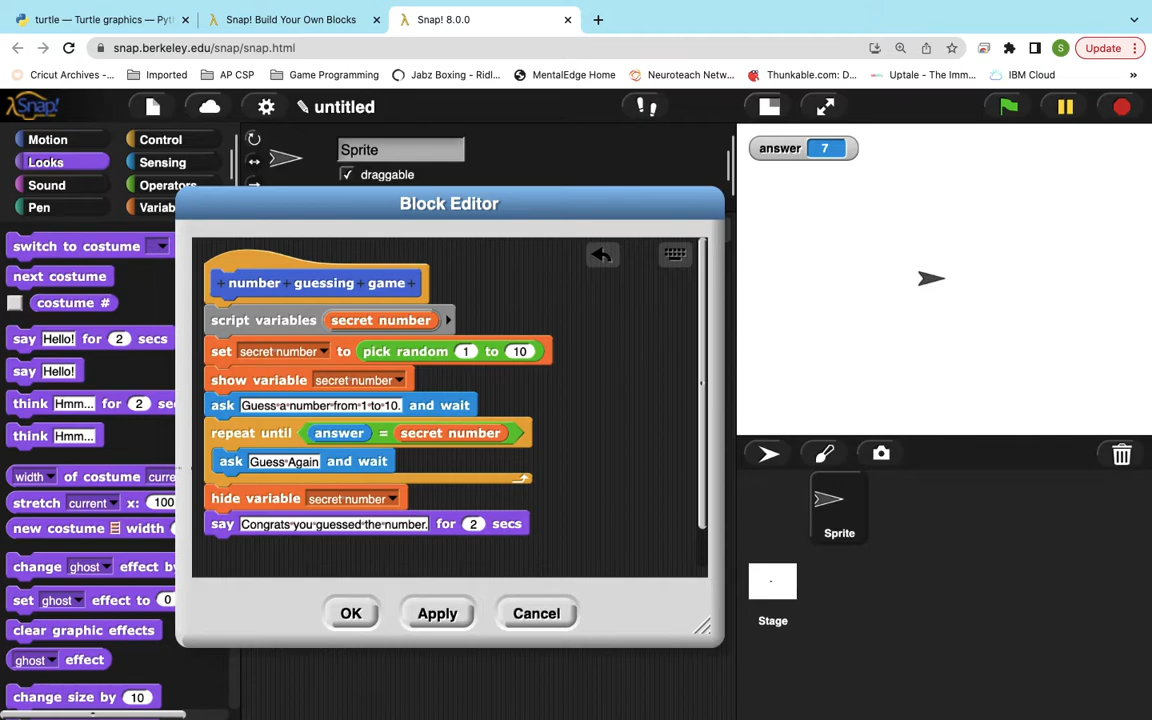 turtle — Turtle graphics — Pyt
Snap! Build Your Own Blocks
Snap! 8.0.0
snap.berkeley.edu/snap/snap.html
S
Update
Cricut Archives -...
Imported
AP CSP
Game Programming
Jabz Boxing - Ridl...
MentalEdge Home
Neuroteach Netw...
Thunkable.com: D...
Uptale - The Imm...
IBM Cloud
»
Snap!
untitled
Motion
Control
Looks
Sensing
Sound
Operators
Pen
Variab
Sprite
draggable
answer 7
switch to costume
next costume
costume #
say Hello! for 2 secs
say Hello!
think Hmm... for 2 se
think Hmm...
width of costume curre
stretch current x: 100
new costume width
change ghost effect by
set ghost effect to 0
clear graphic effects
ghost effect
change size by 10
Block Editor
+ number + guessing + game +
script variables secret number
set secret number to pick random 1 to 10
show variable secret number
ask Guess a number from 1 to 10. and wait
repeat until answer = secret number
ask Guess Again and wait
hide variable secret number
say Congrats you guessed the number. for 2 secs
OK
Apply
Cancel
Sprite
Stage